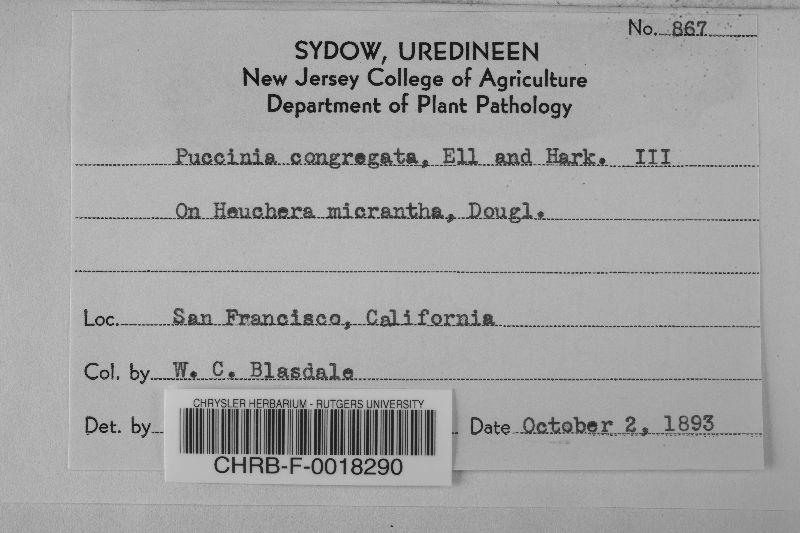 No. 867
SYDOW, UREDINEEN
New Jersey College of Agriculture
Department of Plant Pathology
Puccinia congregata, Ell and Hark. III
On Heuchera micrantha, Dougl.
Loc. San Francisco, California
Col. by W. C. Blasdale
Det. by
Date October 2, 1893
CHRYSLER HERBARIUM - RUTGERS UNIVERSITY
CHRB-F-0018290